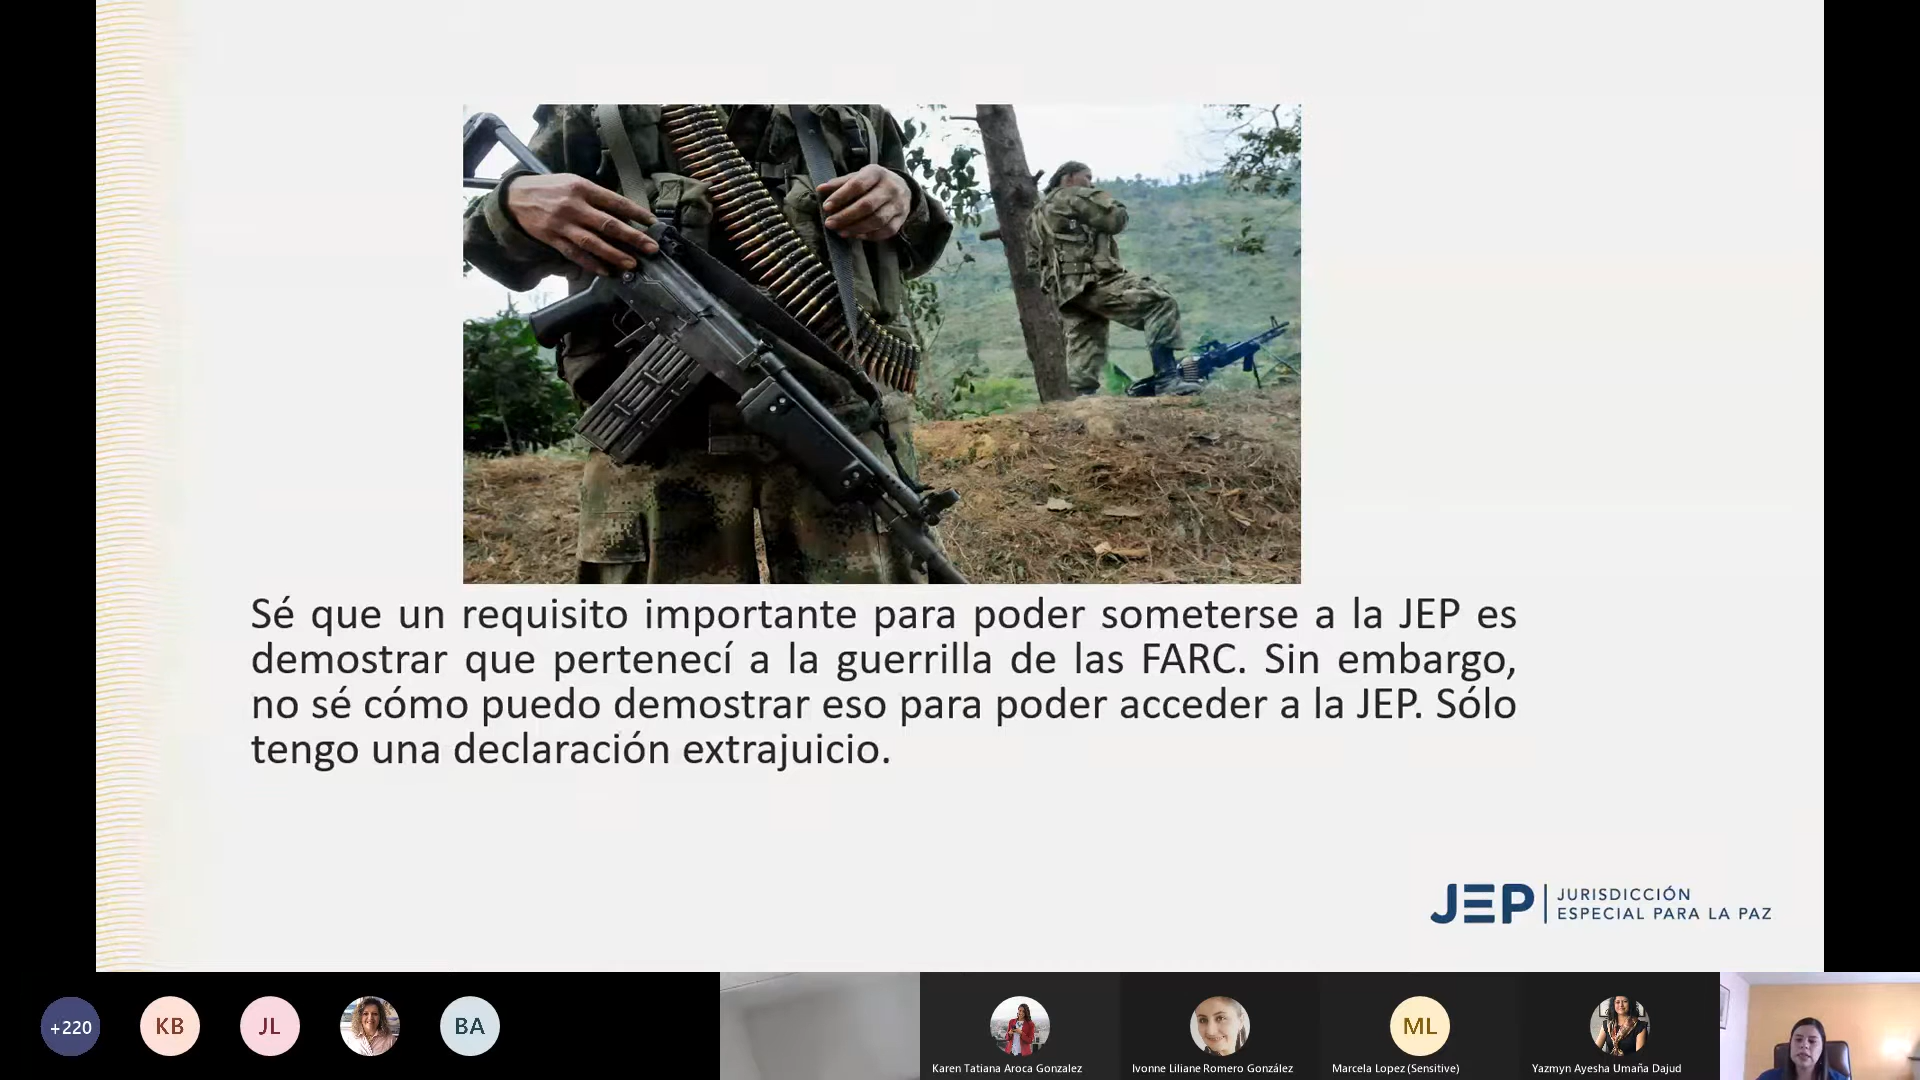 Sé que un requisito importante para poder someterse a la JEP es
demostrar que pertenecí a la guerrilla de las FARC. Sin embargo,
no sé cómo puedo demostrar eso para poder acceder a la JEP. Sólo
tengo una declaración extrajuicio.
JEP
JURISDICCIÓN
ESPECIAL PARA LA PAZ
+220
KB
JL
BA
ML
Karen Tatiana Aroca Gonzalez
Ivonne Liliane Romero González
Marcela Lopez (Sensitive)
Yazmyn Ayesha Umaña Dajud